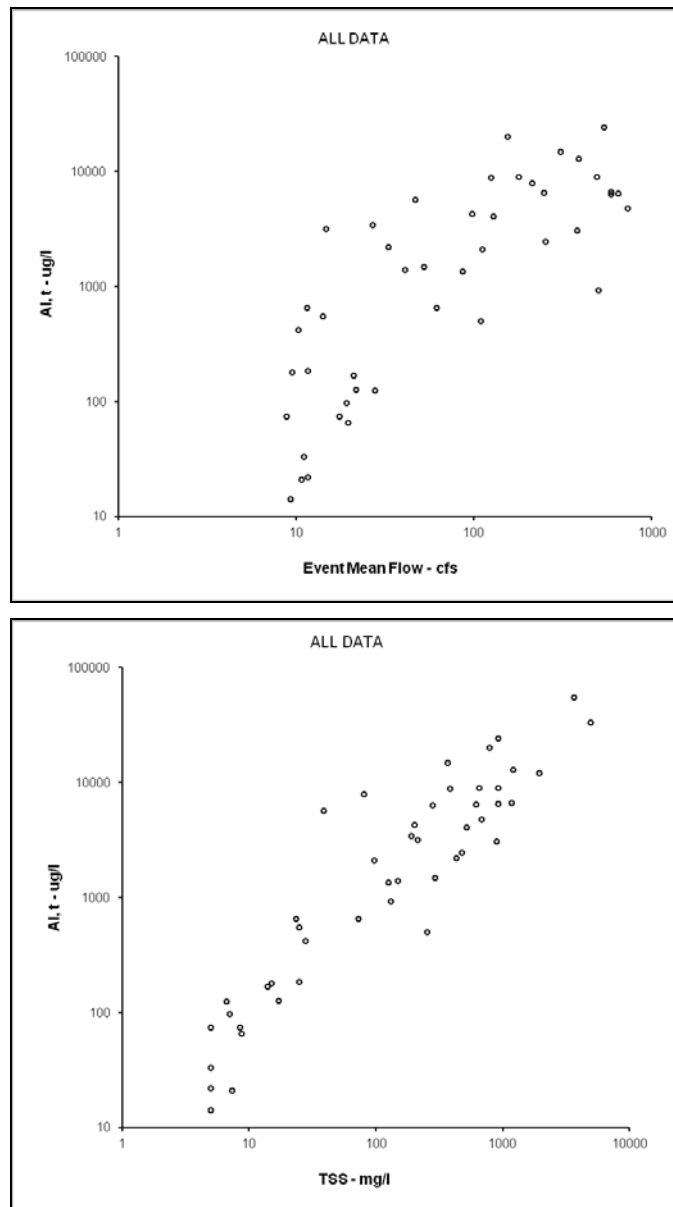 ALL DATA
100000
10000
1000
100
10
Al, t - ug/l
1 10 100 1000
Event Mean Flow - cfs
ALL DATA
100000
10000
1000
100
10
Al, t - ug/l
1 10 100 1000 10000
TSS - mg/l